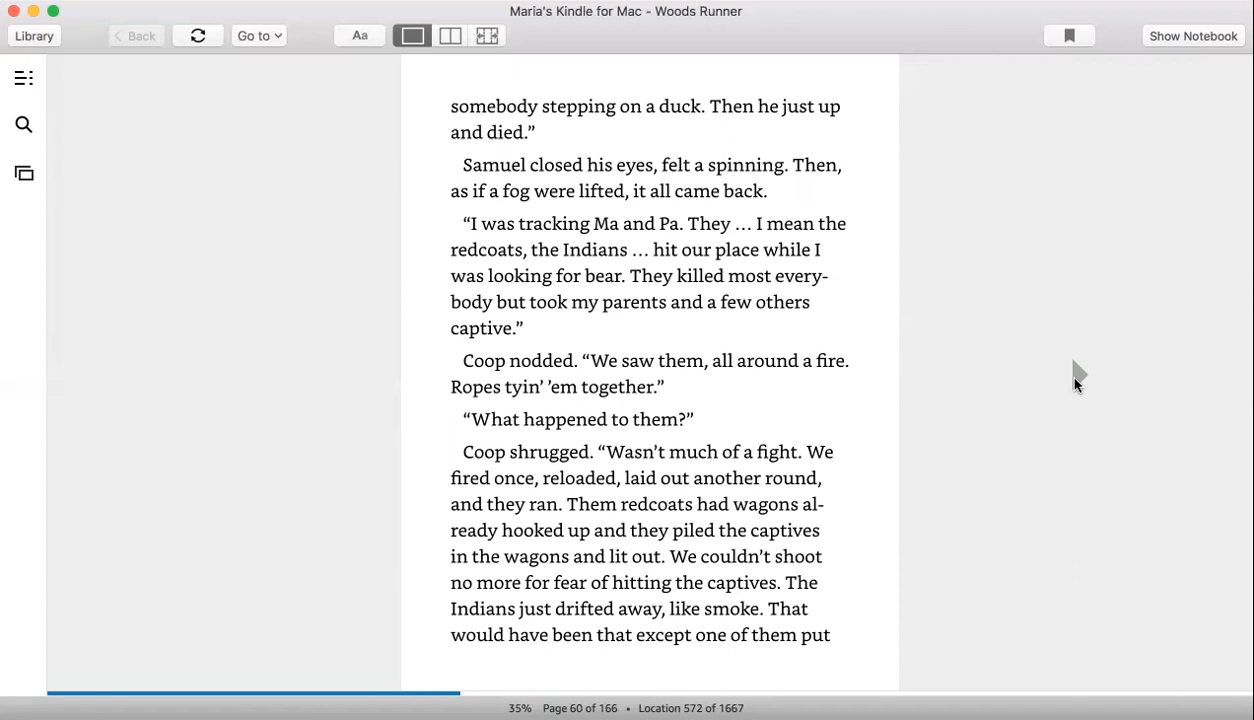 Maria's Kindle for Mac - Woods Runner
Library
Back
Go to
Aa
Show Notebook
somebody stepping on a duck. Then he just up
and died.”
Samuel closed his eyes, felt a spinning. Then,
as if a fog were lifted, it all came back.
“I was tracking Ma and Pa. They … I mean the
redcoats, the Indians … hit our place while I
was looking for bear. They killed most every-
body but took my parents and a few others
captive.”
Coop nodded. “We saw them, all around a fire.
Ropes tyin’ ’em together.”
“What happened to them?”
Coop shrugged. “Wasn’t much of a fight. We
fired once, reloaded, laid out another round,
and they ran. Them redcoats had wagons al-
ready hooked up and they piled the captives
in the wagons and lit out. We couldn’t shoot
no more for fear of hitting the captives. The
Indians just drifted away, like smoke. That
would have been that except one of them put
35% Page 60 of 166 • Location 572 of 1667